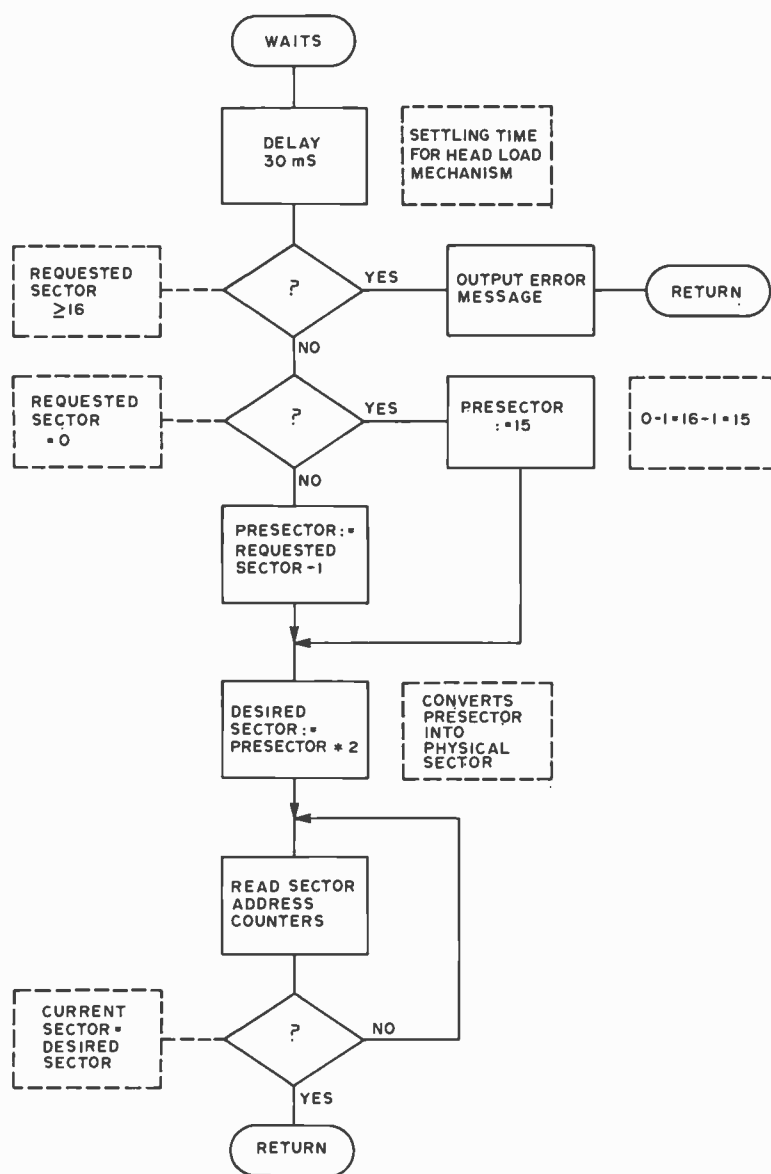 WAITS
DELAY
30 mS
SETTLING TIME
FOR HEAD LOAD
MECHANISM
REQUESTED
SECTOR
≥16
?
YES
OUTPUT ERROR
MESSAGE
RETURN
NO
REQUESTED
SECTOR
=0
?
YES
PRESECTOR
:=15
0-1=16-1=15
NO
PRESECTOR:=
REQUESTED
SECTOR-1
DESIRED
SECTOR:=
PRESECTOR * 2
CONVERTS
PRESECTOR
INTO
PHYSICAL
SECTOR
READ SECTOR
ADDRESS
COUNTERS
CURRENT
SECTOR=
DESIRED
SECTOR
?
NO
YES
RETURN